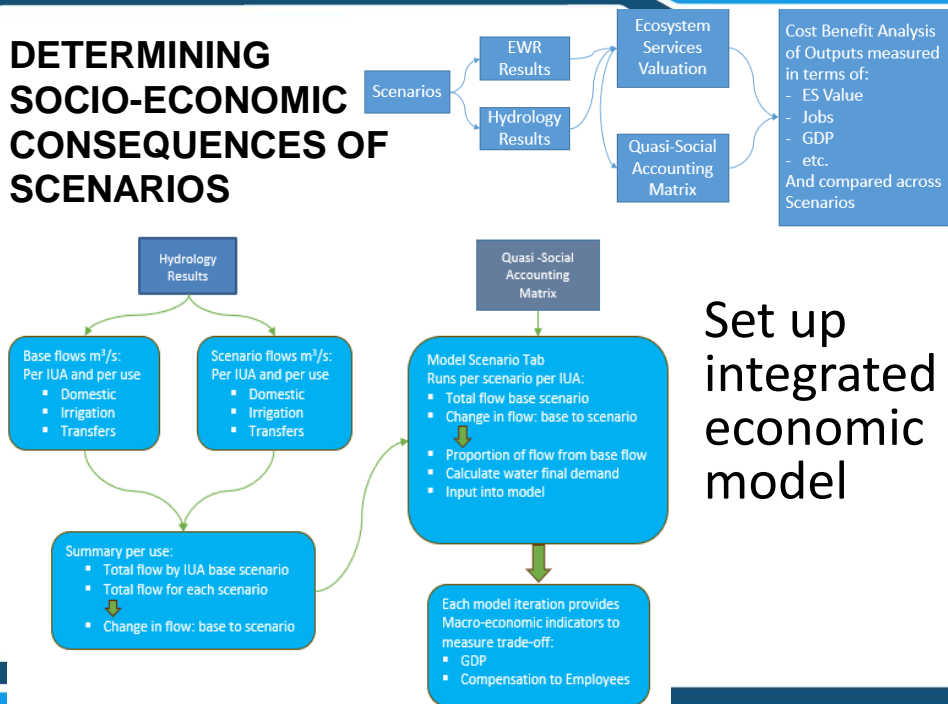 DETERMINING
SOCIO-ECONOMIC
CONSEQUENCES OF
SCENARIOS
Scenarios
EWR
Results
Hydrology
Results
Ecosystem
Services
Valuation
Quasi-Social
Accounting
Matrix
Cost Benefit Analysis
of Outputs measured
in terms of:
- ES Value
- Jobs
- GDP
- etc.
And compared across
Scenarios
Hydrology
Results
Base flows m³/s:
Per IUA and per use
▪ Domestic
▪ Irrigation
▪ Transfers
Scenario flows m³/s:
Per IUA and per use
▪ Domestic
▪ Irrigation
▪ Transfers
Summary per use:
▪ Total flow by IUA base scenario
▪ Total flow for each scenario
▪ Change in flow: base to scenario
Quasi -Social
Accounting
Matrix
Model Scenario Tab
Runs per scenario per IUA:
▪ Total flow base scenario
▪ Change in flow: base to scenario
▪ Proportion of flow from base flow
▪ Calculate water final demand
▪ Input into model
Each model iteration provides
Macro-economic indicators to
measure trade-off:
▪ GDP
▪ Compensation to Employees
Set up
integrated
economic
model